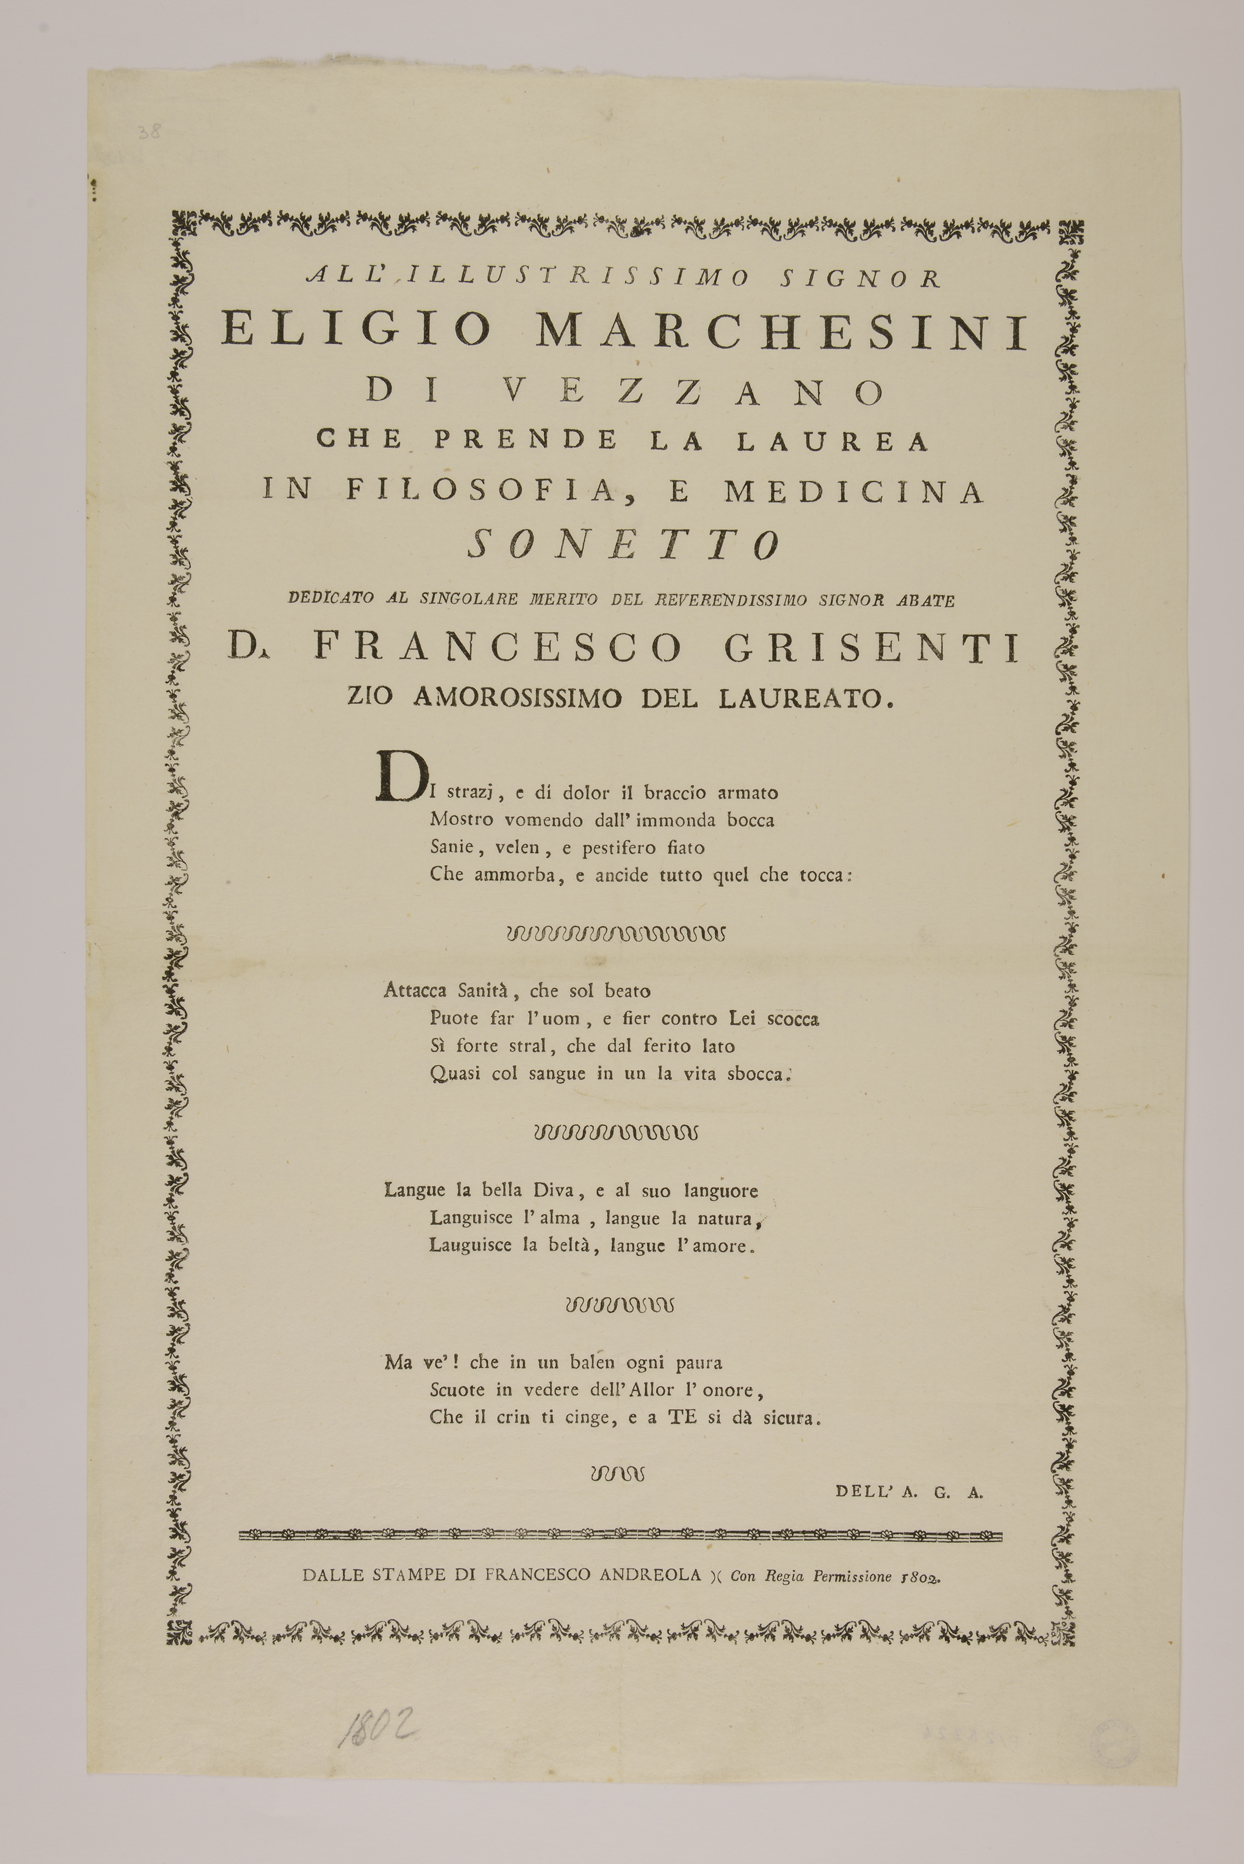 38
ALL' ILLUSTRISSIMO SIGNOR
ELIGIO MARCHESINI
DI VEZZANO
CHE PRENDE LA LAUREA
IN FILOSOFIA, E MEDICINA
SONETTO
DEDICATO AL SINGOLARE MERITO DEL REVERENDISSIMO SIGNOR ABATE
D. FRANCESCO GRISENTI
ZIO AMOROSISSIMO DEL LAUREATO.
DI strazj, e di dolor il braccio armato
Mostro vomendo dall' immonda bocca
Sanie, velen, e pestifero fiato
Che ammorba, e ancide tutto quel che tocca:
Attacca Sanità, che sol beato
Puote far l'uom, e fier contro Lei scocca
Sì forte stral, che dal ferito lato
Quasi col sangue in un la vita sbocca.
Langue la bella Diva, e al suo languore
Languisce l'alma, langue la natura,
Lauguisce la beltà, langue l'amore.
Ma ve'! che in un balen ogni paura
Scuote in vedere dell'Allor l'onore,
Che il crin ti cinge, e a TE si dà sicura.
DELL' A. G. A.
DALLE STAMPE DI FRANCESCO ANDREOLA )( Con Regia Permissione 1802.
1802